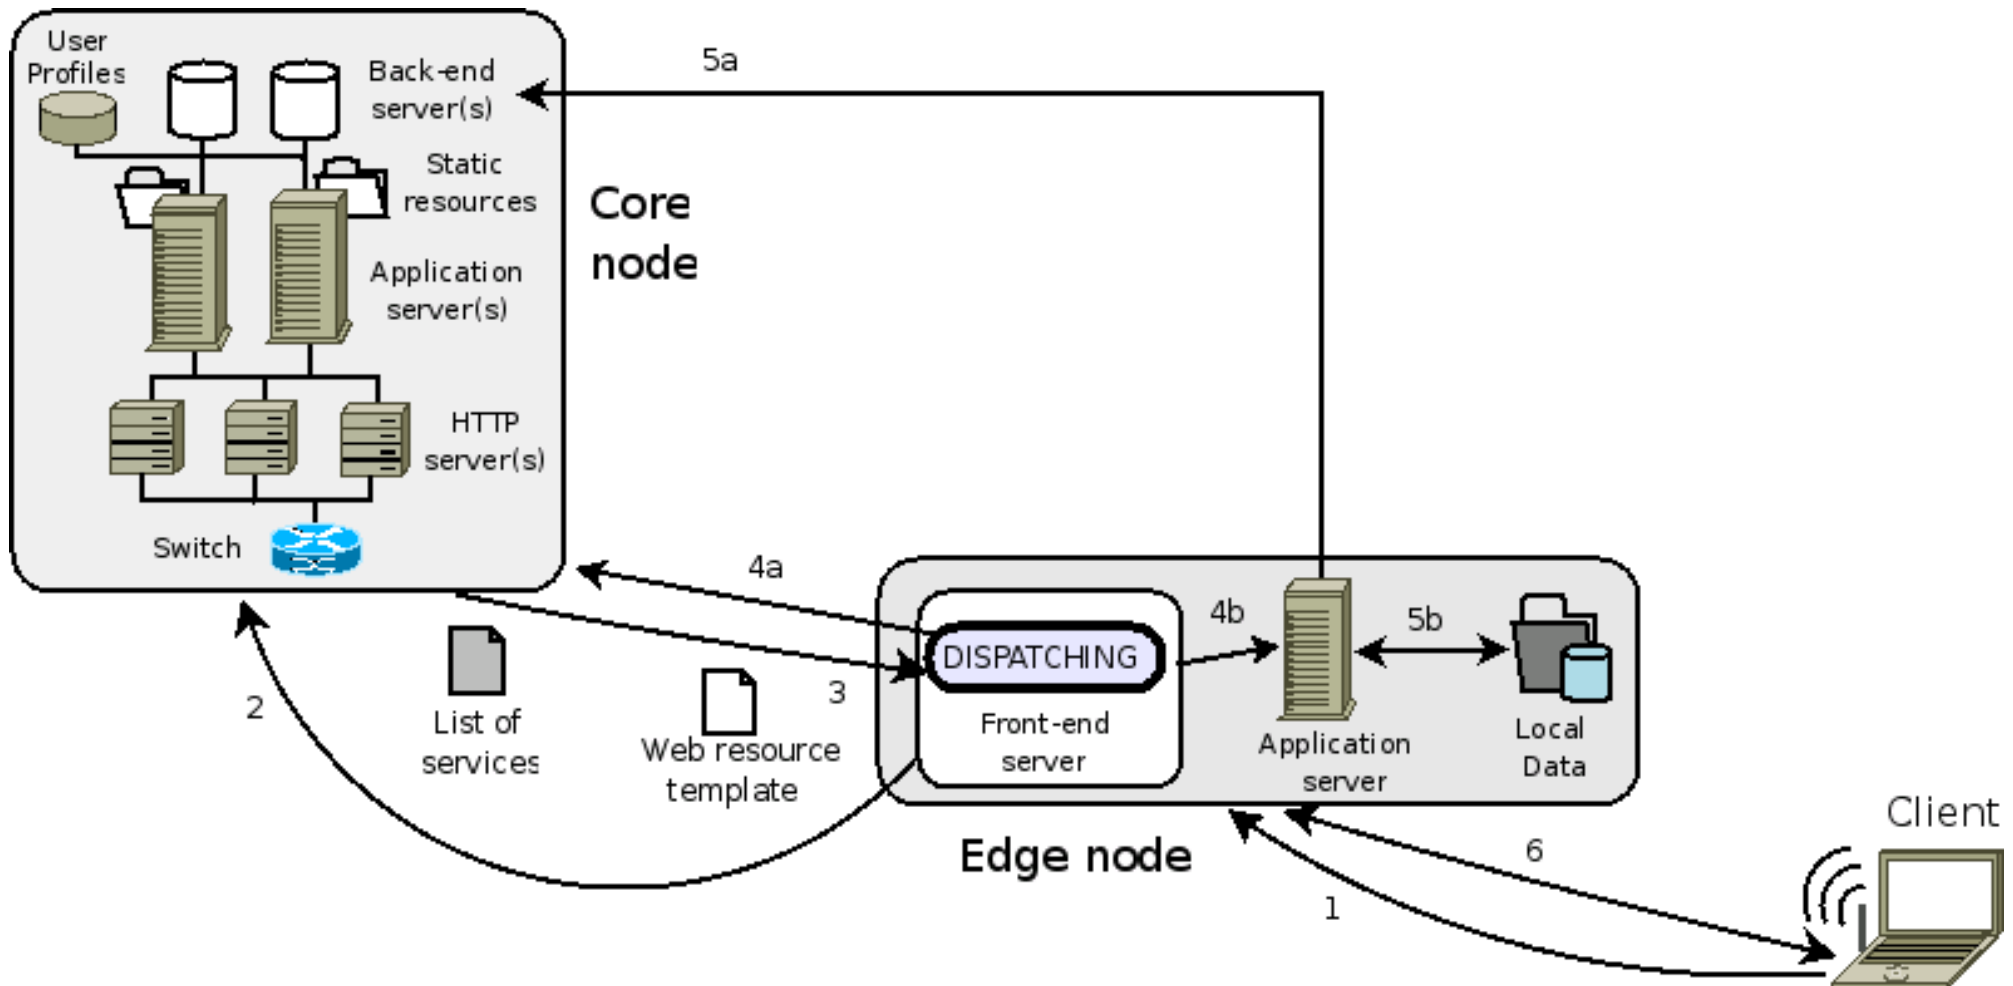 User
Profiles
Back-end
server(s)
Static
resources
Application
server(s)
HTTP
server(s)
Switch
Core
node
5a
4a
2
3
List of
services
Web resource
template
DISPATCHING
Front-end
server
4b
5b
Application
server
Local
Data
Edge node
1
6
Client